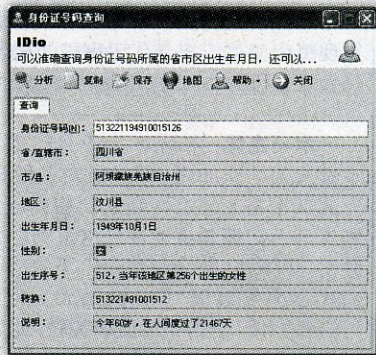 身份证号码查询
IDio
可以准确查询身份证号码所属的省市区出生年月日，还可以...
分析 复制 保存 地图 帮助 关闭
查询
身份证号码(N)： 513221194910015126
省/直辖市： 四川省
市/县： 阿坝藏族羌族自治州
地区： 汶川县
出生年月日： 1949年10月1日
性别：
出生序号： 512，当年该地区第256个出生的女性
转换： 513221491001512
说明： 今年60岁，在人间度过了21467天